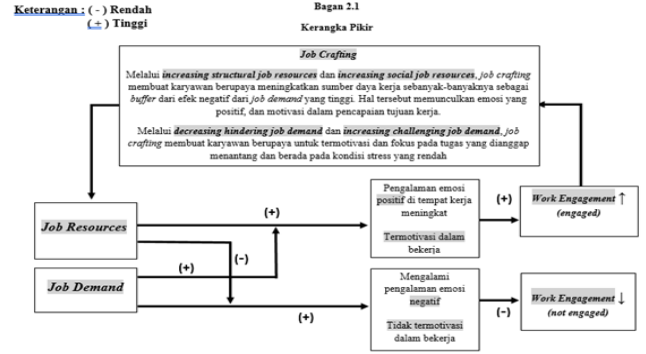 Keterangan : ( - ) Rendah
( + ) Tinggi
Bagan 2.1
Kerangka Pikir
Job Crafting
Melalui increasing structural job resources dan increasing social job resources, job crafting
membuat karyawan berupaya meningkatkan sumber daya kerja sebanyak-banyaknya sebagai
buffer dari efek negatif dari job demand yang tinggi. Hal tersebut memunculkan emosi yang
positif, dan motivasi dalam pencapaian tujuan kerja.
Melalui decreasing hindering job demand dan increasing challenging job demand, job
crafting membuat karyawan berupaya untuk termotivasi dan fokus pada tugas yang dianggap
menantang dan berada pada kondisi stress yang rendah
Job Resources
(+)
Pengalaman emosi
positif di tempat kerja
meningkat
Termotivasi dalam
bekerja
(+)
Work Engagement ↑
(engaged)
(-)
(+)
Job Demand
(+)
Mengalami
pengalaman emosi
negatif
Tidak termotivasi
dalam bekerja
(-)
Work Engagement ↓
(not engaged)